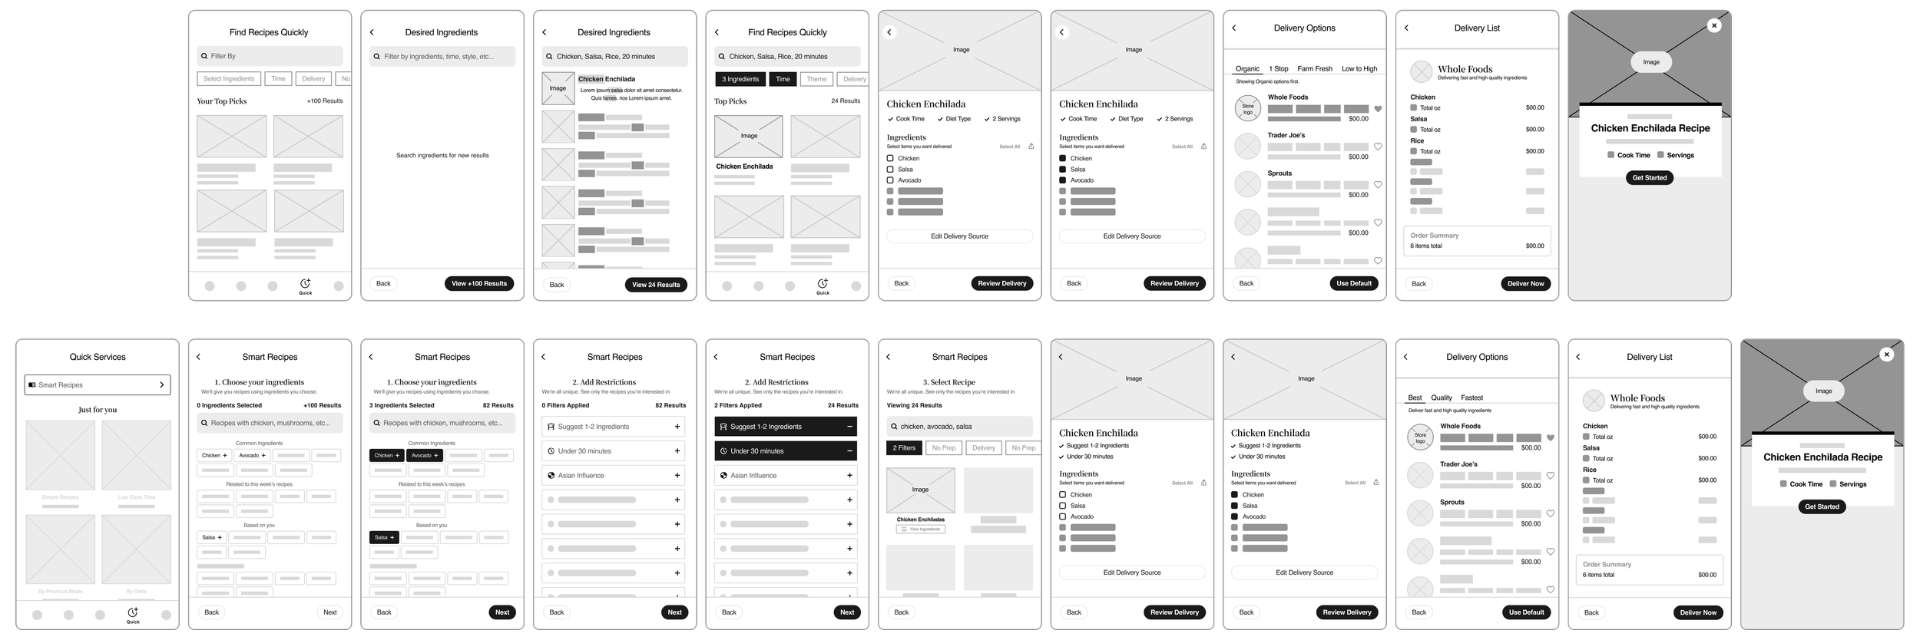 Find Recipes Quickly
Filter By
Select Ingredients
Time
Delivery
No
Your Top Picks
+100 Results
Quick
Desired Ingredients
Filter by ingredients, time, style, etc...
Search ingredients for new results
Back
View +100 Results
Desired Ingredients
Chicken, Salsa, Rice, 20 minutes
Image
Chicken Enchilada
Lorem ipsum salsa dolor sit amet consectetur.
Quis fames. rice Lorem ipsum amet.
Back
View 24 Results
Find Recipes Quickly
Chicken, Salsa, Rice, 20 minutes
3 Ingredients
Time
Theme
Delivery
Top Picks
24 Results
Image
Chicken Enchilada
Quick
Image
Chicken Enchilada
Cook Time
Diet Type
2 Servings
Ingredients
Select items you want delivered
Select All
Chicken
Salsa
Avocado
Edit Delivery Source
Back
Review Delivery
Image
Chicken Enchilada
Cook Time
Diet Type
2 Servings
Ingredients
Select items you want delivered
Select All
Chicken
Salsa
Avocado
Edit Delivery Source
Back
Review Delivery
Delivery Options
Organic
1 Stop
Farm Fresh
Low to High
Showing Organic options first.
Store
logo
Whole Foods
$00.00
Trader Joe's
$00.00
Sprouts
$00.00
$00.00
Back
Use Default
Delivery List
Whole Foods
Delivering fast and high quality ingredients
Chicken
Total oz
$00.00
Salsa
Total oz
$00.00
Rice
Total oz
$00.00
Order Summary
6 items total
$00.00
Back
Deliver Now
Image
Chicken Enchilada Recipe
Cook Time
Servings
Get Started
Quick Services
Smart Recipes
Just for you
Simple Recipes
Low Cook Time
By Previous Meals
By Diets
Quick
Smart Recipes
1. Choose your ingredients
We'll give you recipes using ingredients you choose.
0 Ingredients Selected
+100 Results
Recipes with chicken, mushrooms, etc...
Common Ingredients
Chicken +
Avocado +
Related to this week's recipes
Based on you
Salsa +
Back
Next
Smart Recipes
1. Choose your ingredients
We'll give you recipes using ingredients you choose.
3 Ingredients Selected
82 Results
Recipes with chicken, mushrooms, etc...
Common Ingredients
Chicken +
Avocado +
Related to this week's recipes
Based on you
Salsa +
Back
Next
Smart Recipes
2. Add Restrictions
We're all unique. See only the recipes you're interested in.
0 Filters Applied
82 Results
Suggest 1-2 Ingredients
+
Under 30 minutes
+
Asian Influence
+
+
+
+
+
+
Back
Next
Smart Recipes
2. Add Restrictions
We're all unique. See only the recipes you're interested in.
2 Filters Applied
24 Results
Suggest 1-2 Ingredients
−
Under 30 minutes
−
Asian Influence
+
+
+
+
+
+
Back
Next
Smart Recipes
3. Select Recipe
We're all unique. See only the recipes you're interested in.
Viewing 24 Results
chicken, avocado, salsa
2 Filters
No Prep
Delivery
No Prep
Image
Chicken Enchiladas
View Ingredients
Back
Image
Chicken Enchilada
Suggest 1-2 Ingredients
Under 30 minutes
Ingredients
Select items you want delivered
Select All
Chicken
Salsa
Avocado
Edit Delivery Source
Back
Review Delivery
Image
Chicken Enchilada
Suggest 1-2 Ingredients
Under 30 minutes
Ingredients
Select items you want delivered
Select All
Chicken
Salsa
Avocado
Edit Delivery Source
Back
Review Delivery
Delivery Options
Best
Quality
Fastest
Deliver fast and high quality ingredients
Store
logo
Whole Foods
$00.00
Trader Joe's
$00.00
Sprouts
$00.00
$00.00
Back
Use Default
Delivery List
Whole Foods
Delivering fast and high quality ingredients
Chicken
Total oz
$00.00
Salsa
Total oz
$00.00
Rice
Total oz
$00.00
Order Summary
6 items total
$00.00
Back
Deliver Now
Image
Chicken Enchilada Recipe
Cook Time
Servings
Get Started